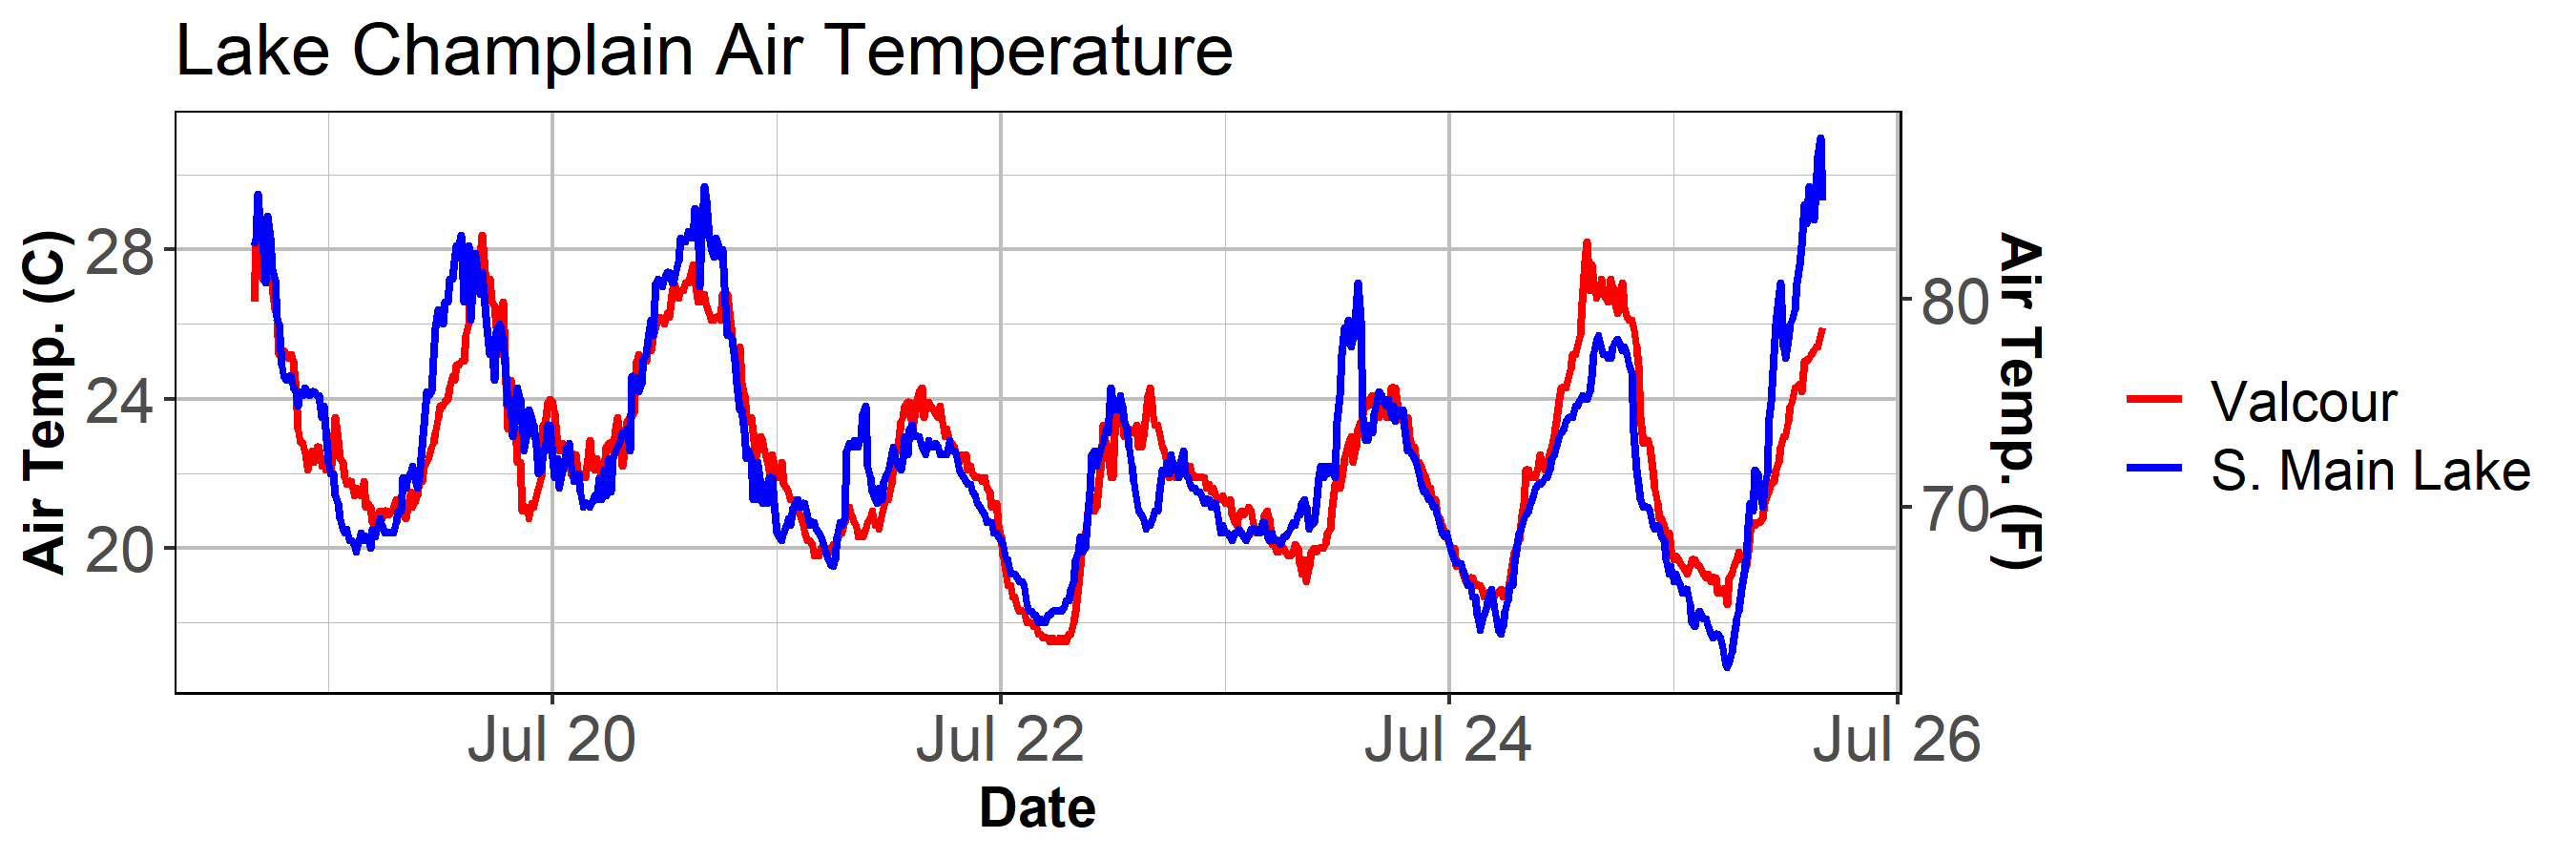 Lake Champlain Air Temperature
Air Temp. (C)
28
24
20
Air Temp. (F)
80
70
Valcour
S. Main Lake
Jul 20
Jul 22
Jul 24
Jul 26
Date